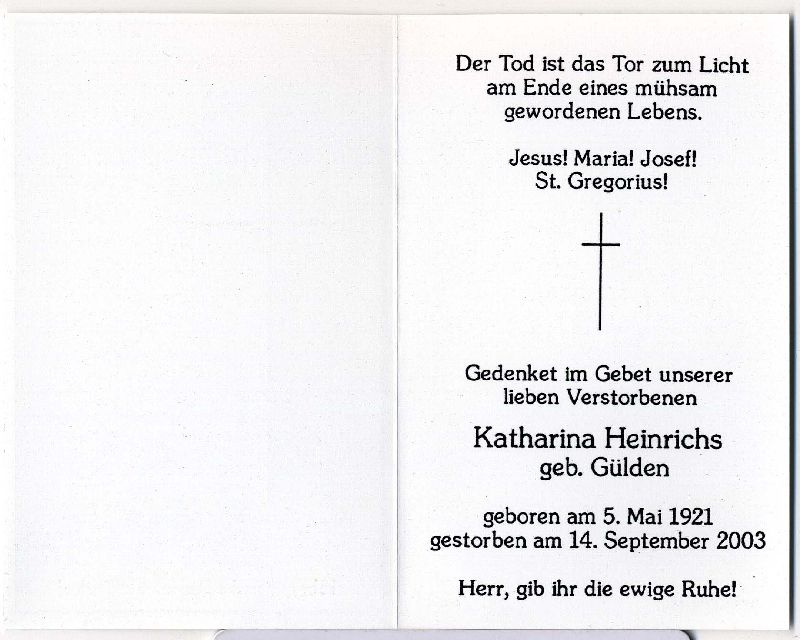 Der Tod ist das Tor zum Licht
am Ende eines mühsam
gewordenen Lebens.
Jesus! Maria! Josef!
St. Gregorius!
Gedenket im Gebet unserer
lieben Verstorbenen
Katharina Heinrichs
geb. Gülden
geboren am 5. Mai 1921
gestorben am 14. September 2003
Herr, gib ihr die ewige Ruhe!